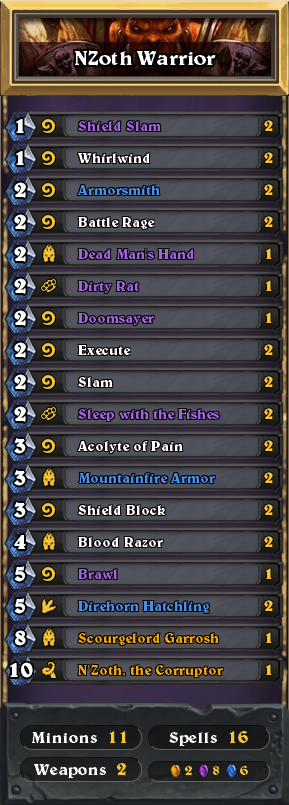 NZoth Warrior
1 Shield Slam 2
1 Whirlwind 2
2 Armorsmith 2
2 Battle Rage 2
2 Dead Man's Hand 1
2 Dirty Rat 1
2 Doomsayer 1
2 Execute 2
2 Slam 2
2 Sleep with the Fishes 2
3 Acolyte of Pain 2
3 Mountainfire Armor 2
3 Shield Block 2
4 Blood Razor 2
5 Brawl 1
5 Direhorn Hatchling 2
8 Scourgelord Garrosh 1
10 N'Zoth, the Corruptor 1
Minions 11 Spells 16
Weapons 2 2 8 6